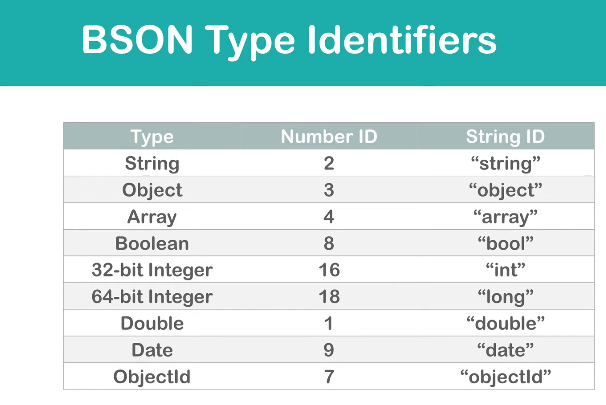 BSON Type Identifiers
Type Number ID String ID
String 2 “string”
Object 3 “object”
Array 4 “array”
Boolean 8 “bool”
32-bit Integer 16 “int”
64-bit Integer 18 “long”
Double 1 “double”
Date 9 “date”
ObjectId 7 “objectId”